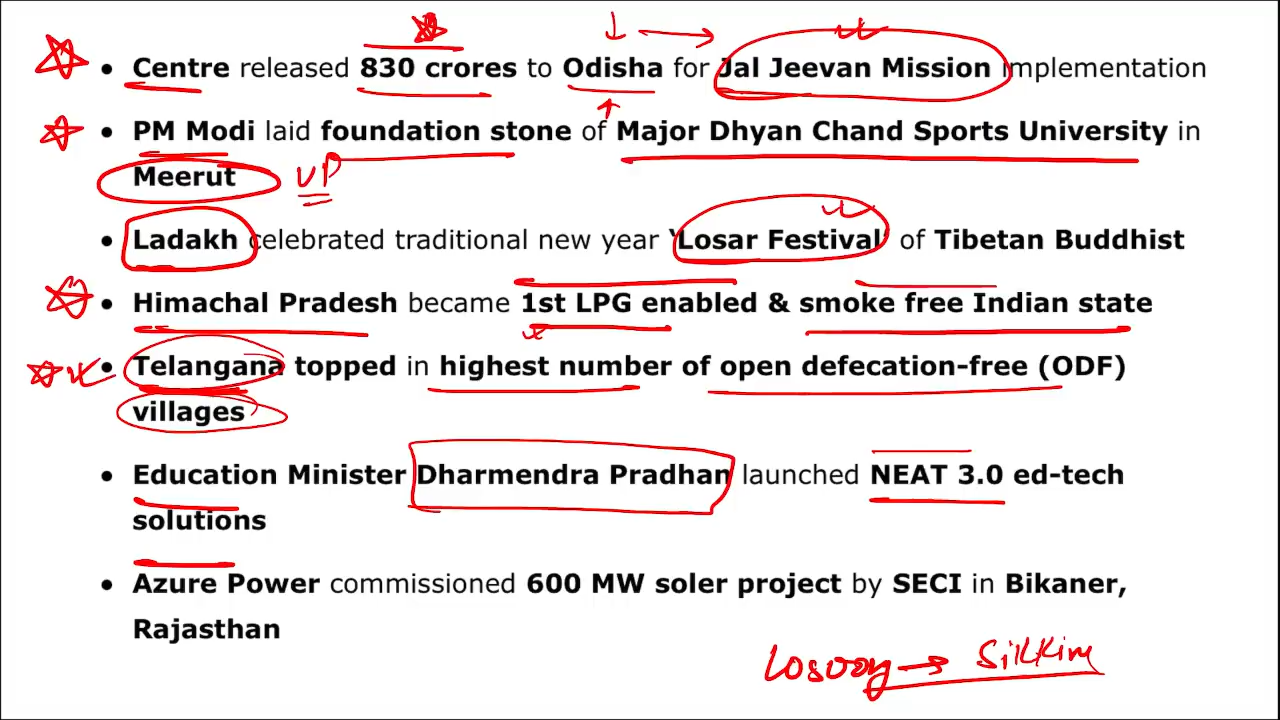 • Centre released 830 crores to Odisha for Jal Jeevan Mission implementation
• PM Modi laid foundation stone of Major Dhyan Chand Sports University in
Meerut UP
• Ladakh celebrated traditional new year 'Losar Festival' of Tibetan Buddhist
• Himachal Pradesh became 1st LPG enabled & smoke free Indian state
• Telangana topped in highest number of open defecation-free (ODF)
villages
• Education Minister Dharmendra Pradhan launched NEAT 3.0 ed-tech
solutions
• Azure Power commissioned 600 MW soler project by SECI in Bikaner,
Rajasthan
Losoong → Sikkim